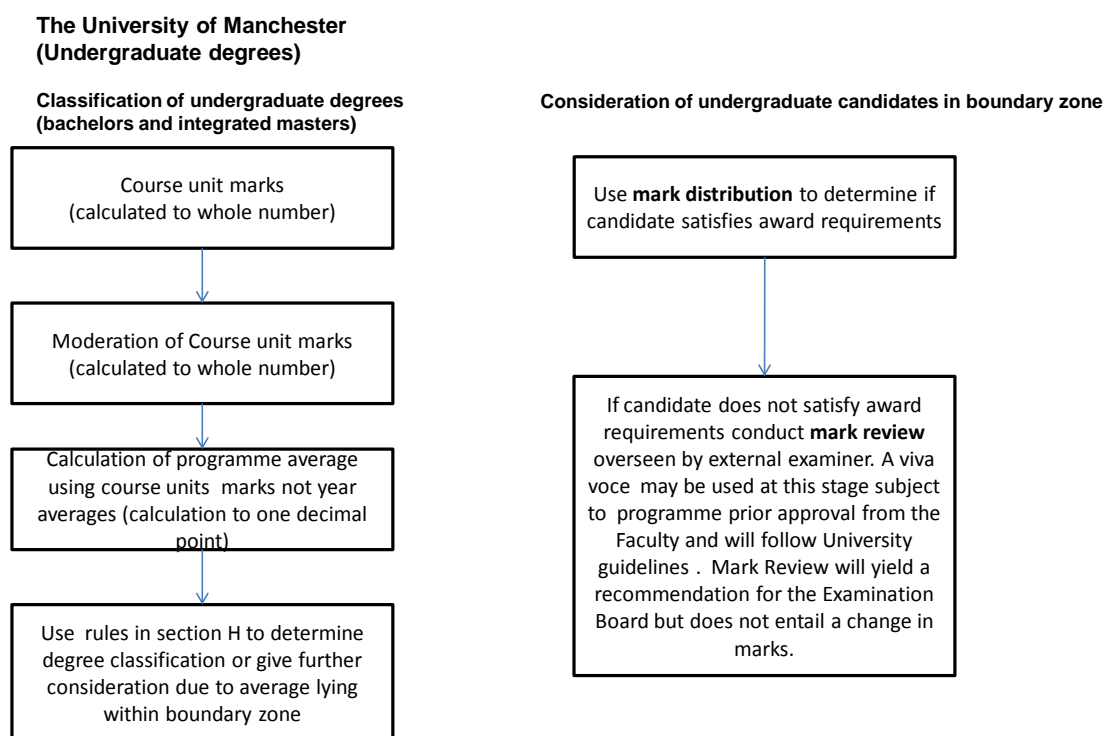 The University of Manchester
(Undergraduate degrees)
Classification of undergraduate degrees
(bachelors and integrated masters)
Course unit marks
(calculated to whole number)
Moderation of Course unit marks
(calculated to whole number)
Calculation of programme average
using course units  marks not year
averages (calculation to one decimal
point)
Use  rules in section H to determine
degree classification or give further
consideration due to average lying
within boundary zone
Consideration of undergraduate candidates in boundary zone
Use mark distribution to determine if
candidate satisfies award requirements
If candidate does not satisfy award
requirements conduct mark review
overseen by external examiner. A viva
voce  may be used at this stage subject
to  programme prior approval from the
Faculty and will follow University
guidelines .  Mark Review will yield a
recommendation for the Examination
Board but does not entail a change in
marks.